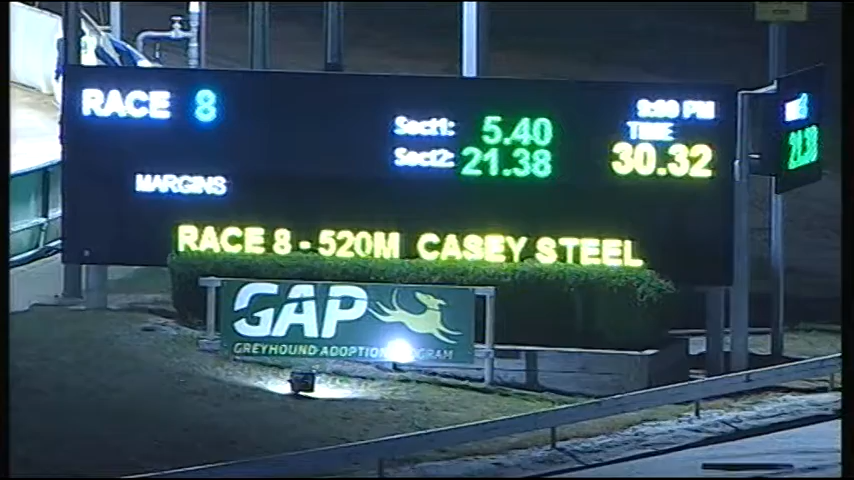 RACE 8
Sect1: 5.40
Sect2: 21.38
PM
TIME
30.32
MARGINS
RACE 8 - 520M CASEY STEEL
21.38
GAP
GREYHOUND ADOPTION PROGRAM